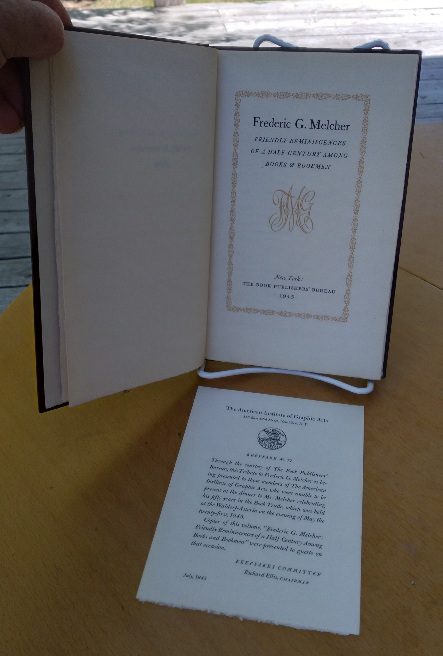 Frederic G. Melcher
FRIENDLY REMINISCENCES
OF A HALF CENTURY AMONG
BOOKS & BOOKMEN
FMG
New York:
THE BOOK PUBLISHERS' BUREAU
1945
The American Institute of Graphic Arts
KEEPSAKE No.
Through the courtesy of The Book Publishers'
Bureau, this Tribute to Frederic G. Melcher is be-
ing presented to those members of The American
Institute of Graphic Arts who were unable to be
present at the dinner to Mr. Melcher celebrating
his fifty years in the Book Trade, which was held
at the Waldorf-Astoria on the evening of May the
twenty-first, 1945.
Copies of this volume, "Frederic G. Melcher:
Friendly Reminiscences of a Half Century Among
Books and Bookmen" were presented to guests on
that occasion.
KEEPSAKES COMMITTEE
Richard Ellis, CHAIRMAN
July, 1945